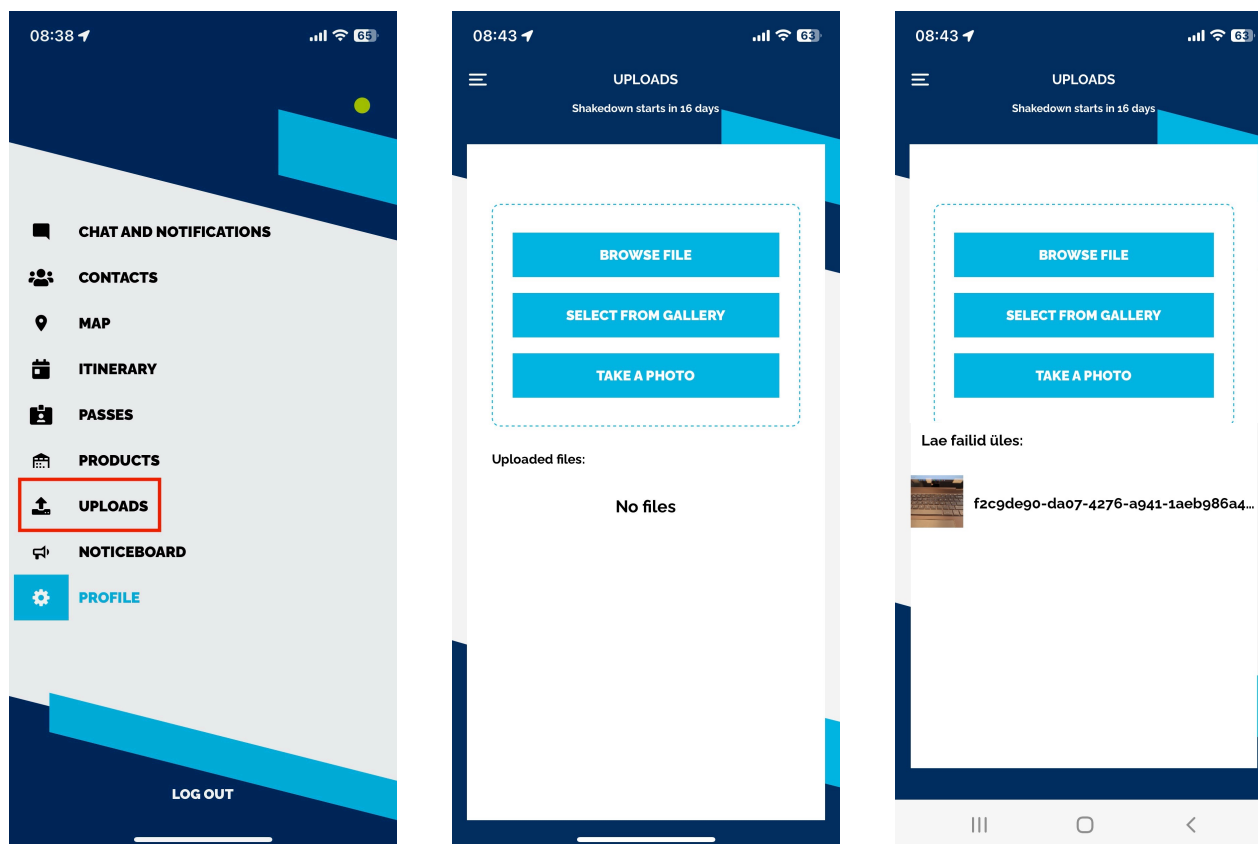 08:38
65
CHAT AND NOTIFICATIONS
CONTACTS
MAP
ITINERARY
PASSES
PRODUCTS
UPLOADS
NOTICEBOARD
PROFILE
LOG OUT
08:43
63
UPLOADS
Shakedown starts in 16 days
BROWSE FILE
SELECT FROM GALLERY
TAKE A PHOTO
Uploaded files:
No files
08:43
63
UPLOADS
Shakedown starts in 16 days
BROWSE FILE
SELECT FROM GALLERY
TAKE A PHOTO
Lae failid üles:
f2c9de90-da07-4276-a941-1aeb986a4...